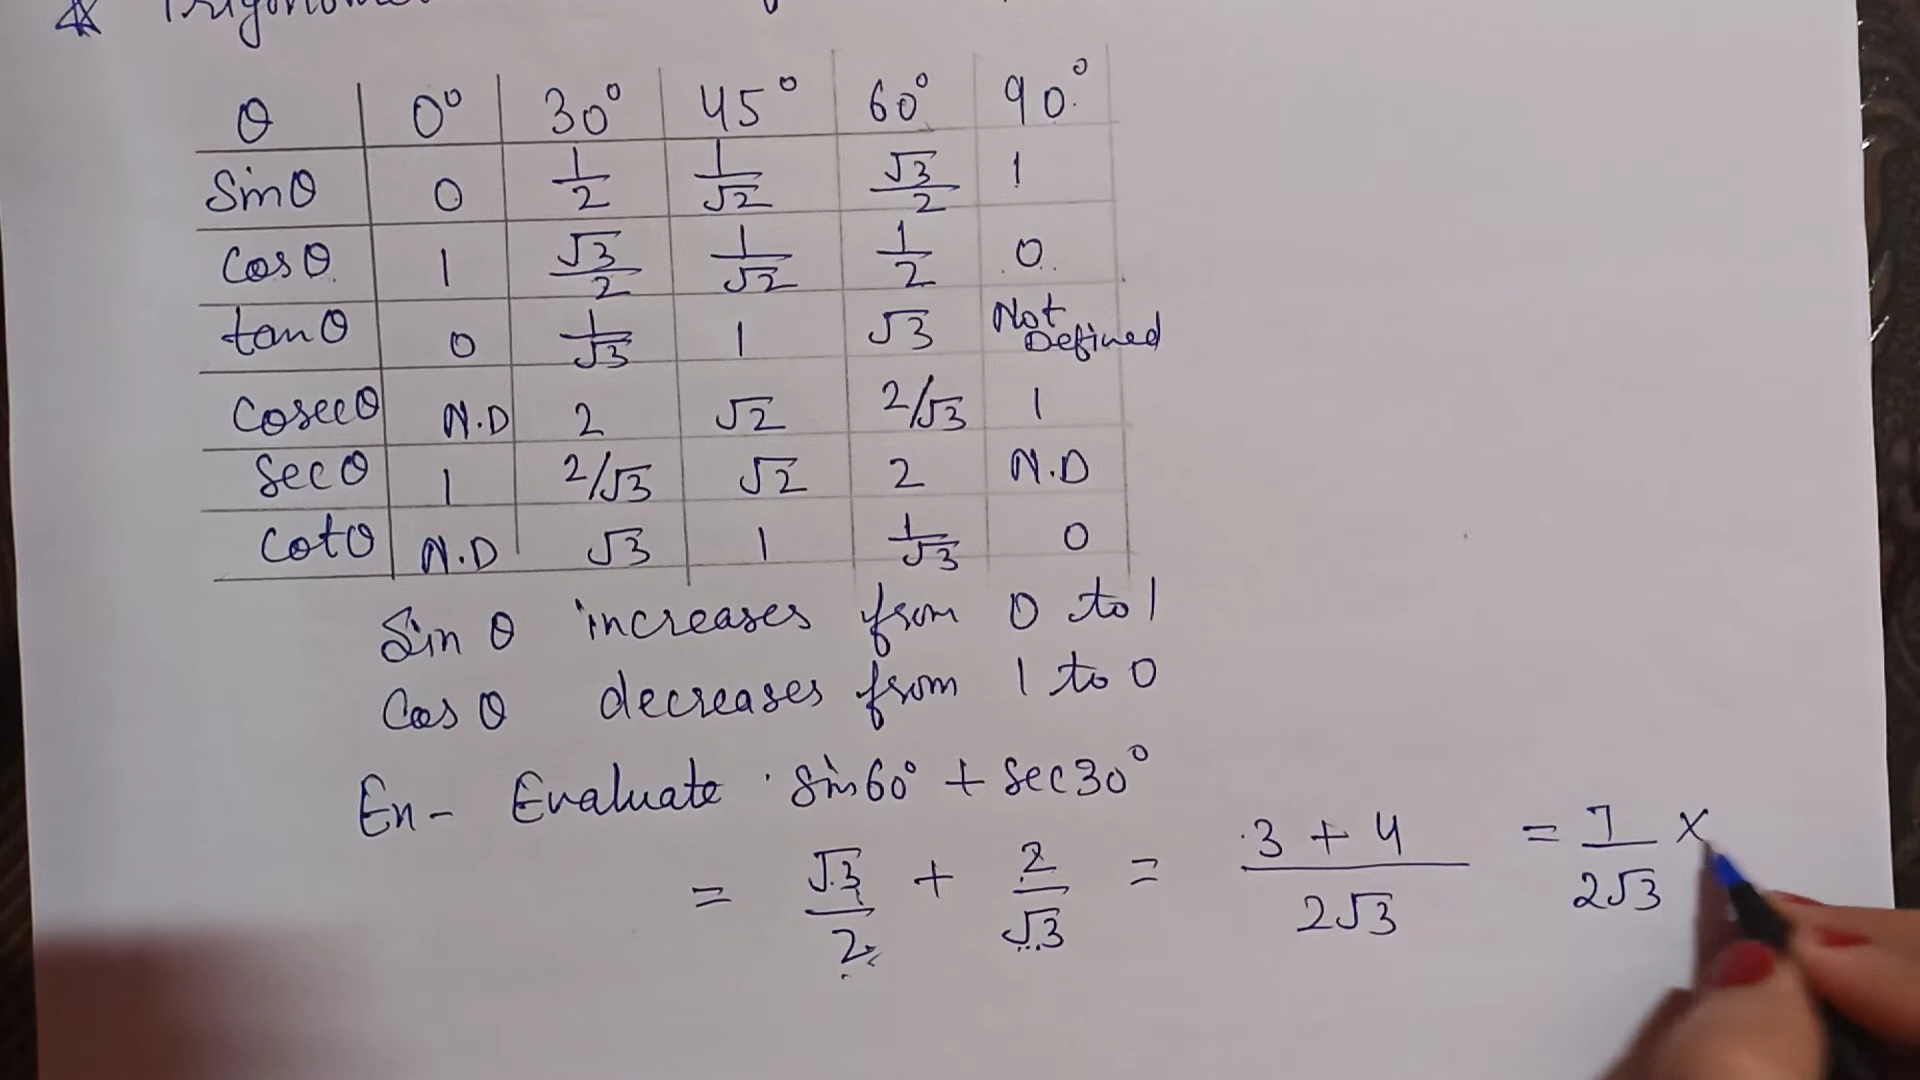 θ 0° 30° 45° 60° 90°
Sinθ 0 1/2 1/√2 √3/2 1
Cosθ 1 √3/2 1/√2 1/2 0
tanθ 0 1/√3 1 √3 Not Defined
Cosecθ N.D 2 √2 2/√3 1
Secθ 1 2/√3 √2 2 N.D
Cotθ N.D √3 1 1/√3 0
Sin θ increases from 0 to 1
Cos θ decreases from 1 to 0
Ex- Evaluate Sin60° + Sec30°
= √3/2 + 2/√3 = 3 + 4/2√3 = 7/2√3 ×